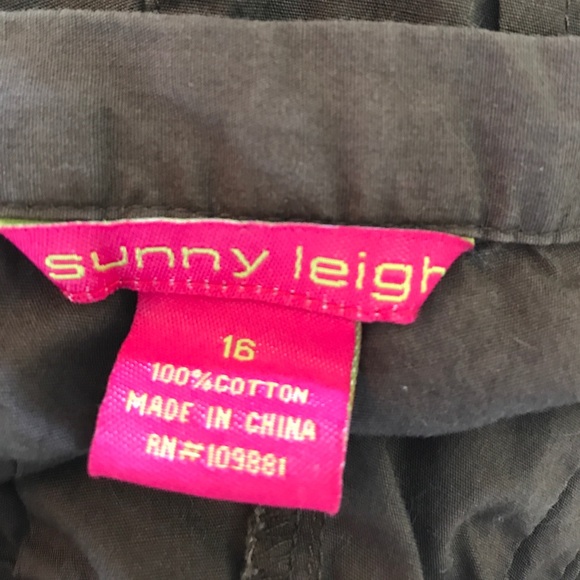 sunny leigh
16
100%COTTON
MADE IN CHINA
RN#109881